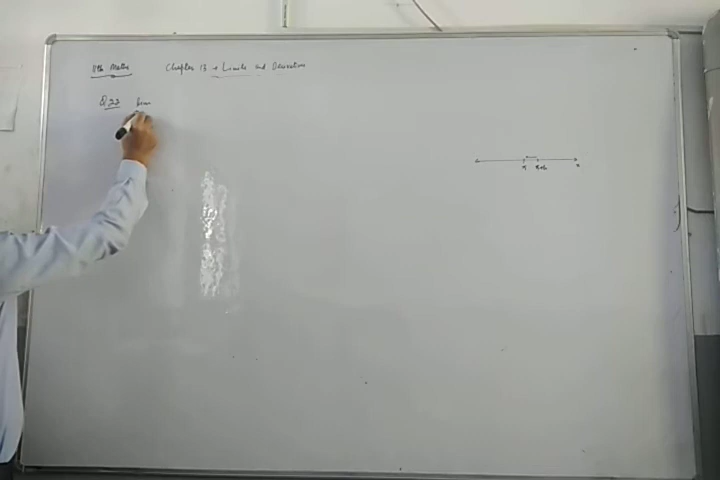 11th Maths Chapter 13 → Limits and Derivatives
Q 22
x x+h